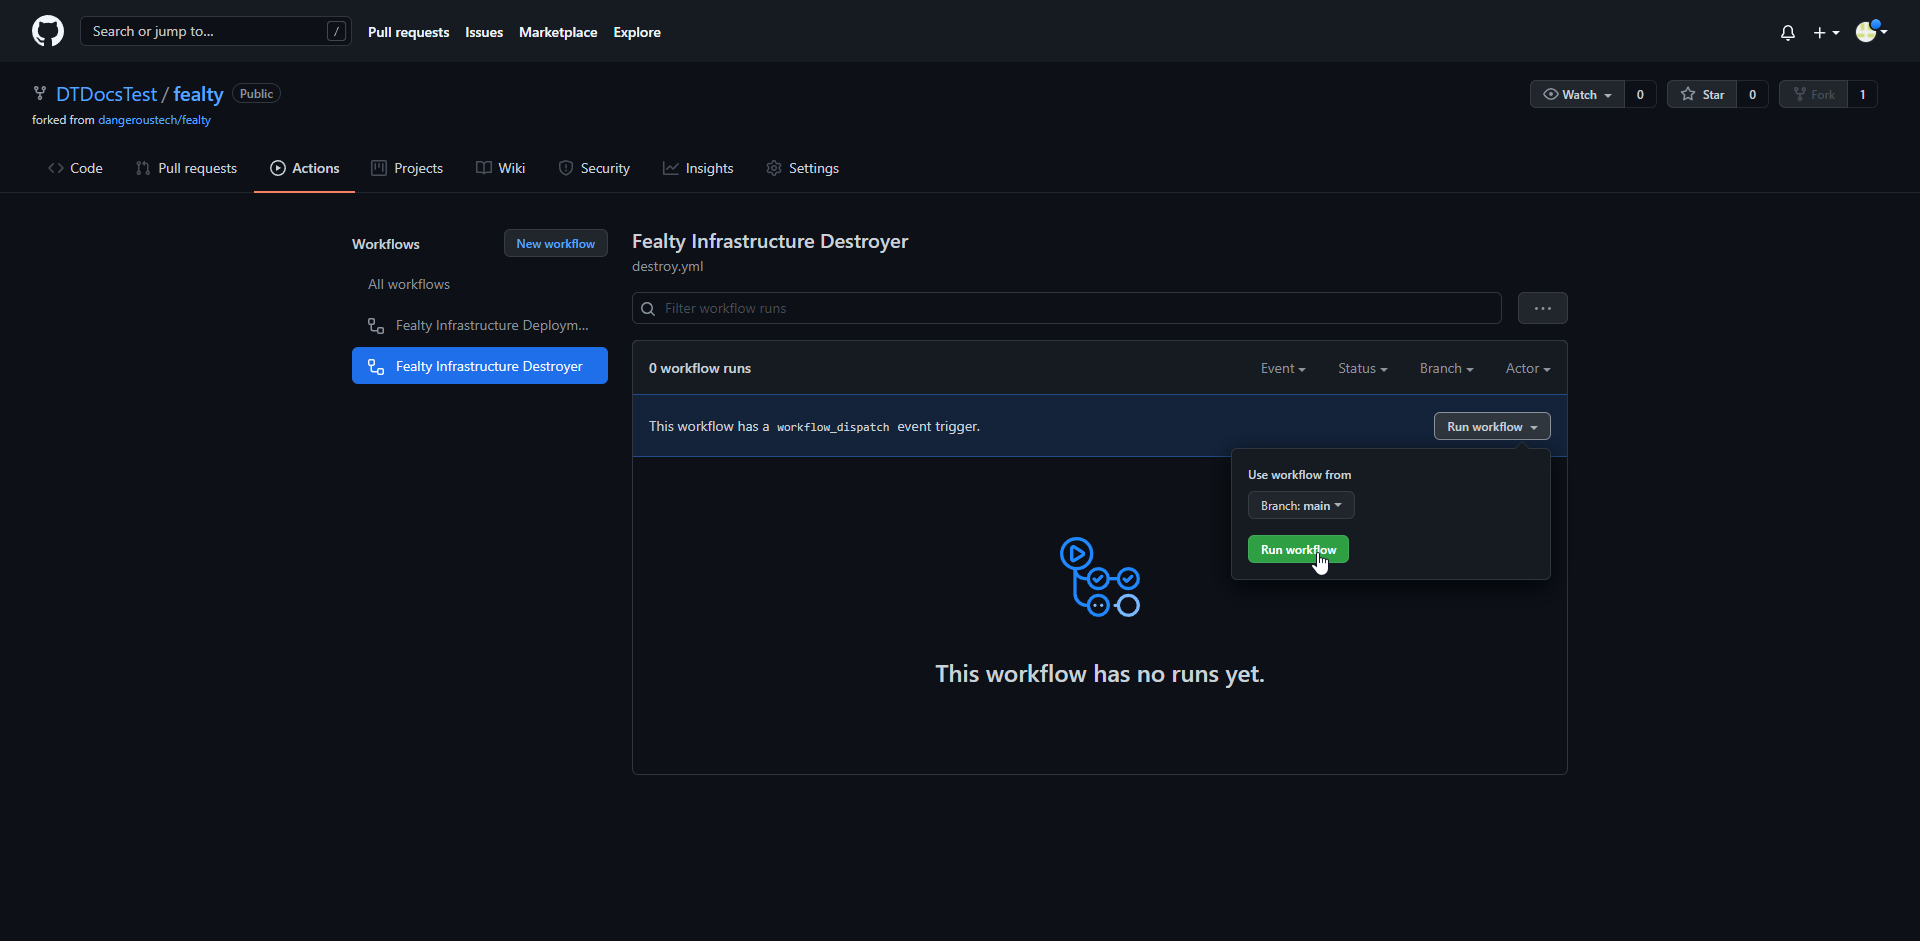 Search or jump to... /
Pull requests Issues Marketplace Explore
DTDocsTest / fealty Public
forked from dangeroustech/fealty
Watch 0 Star 0 Fork 1
Code Pull requests Actions Projects Wiki Security Insights Settings
Workflows New workflow
All workflows
Fealty Infrastructure Deploym...
Fealty Infrastructure Destroyer
Fealty Infrastructure Destroyer
destroy.yml
Filter workflow runs ...
0 workflow runs Event Status Branch Actor
This workflow has a workflow_dispatch event trigger. Run workflow
Use workflow from
Branch: main
Run workflow
This workflow has no runs yet.